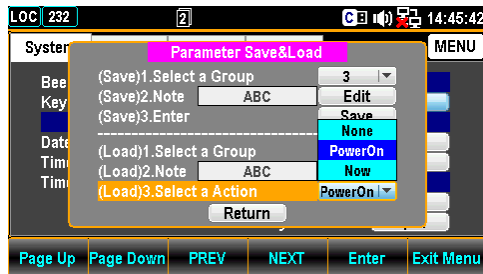 LOC 232 2 C 14:45:42
System MENU
Parameter Save&Load
Bee
(Save)1.Select a Group 3
Key
(Save)2.Note ABC Edit
(Save)3.Enter Save
None
Date
(Load)1.Select a Group PowerOn
Time
(Load)2.Note ABC Now
Time
(Load)3.Select a Action PowerOn
Return
Page Up Page Down PREV NEXT Enter Exit Menu